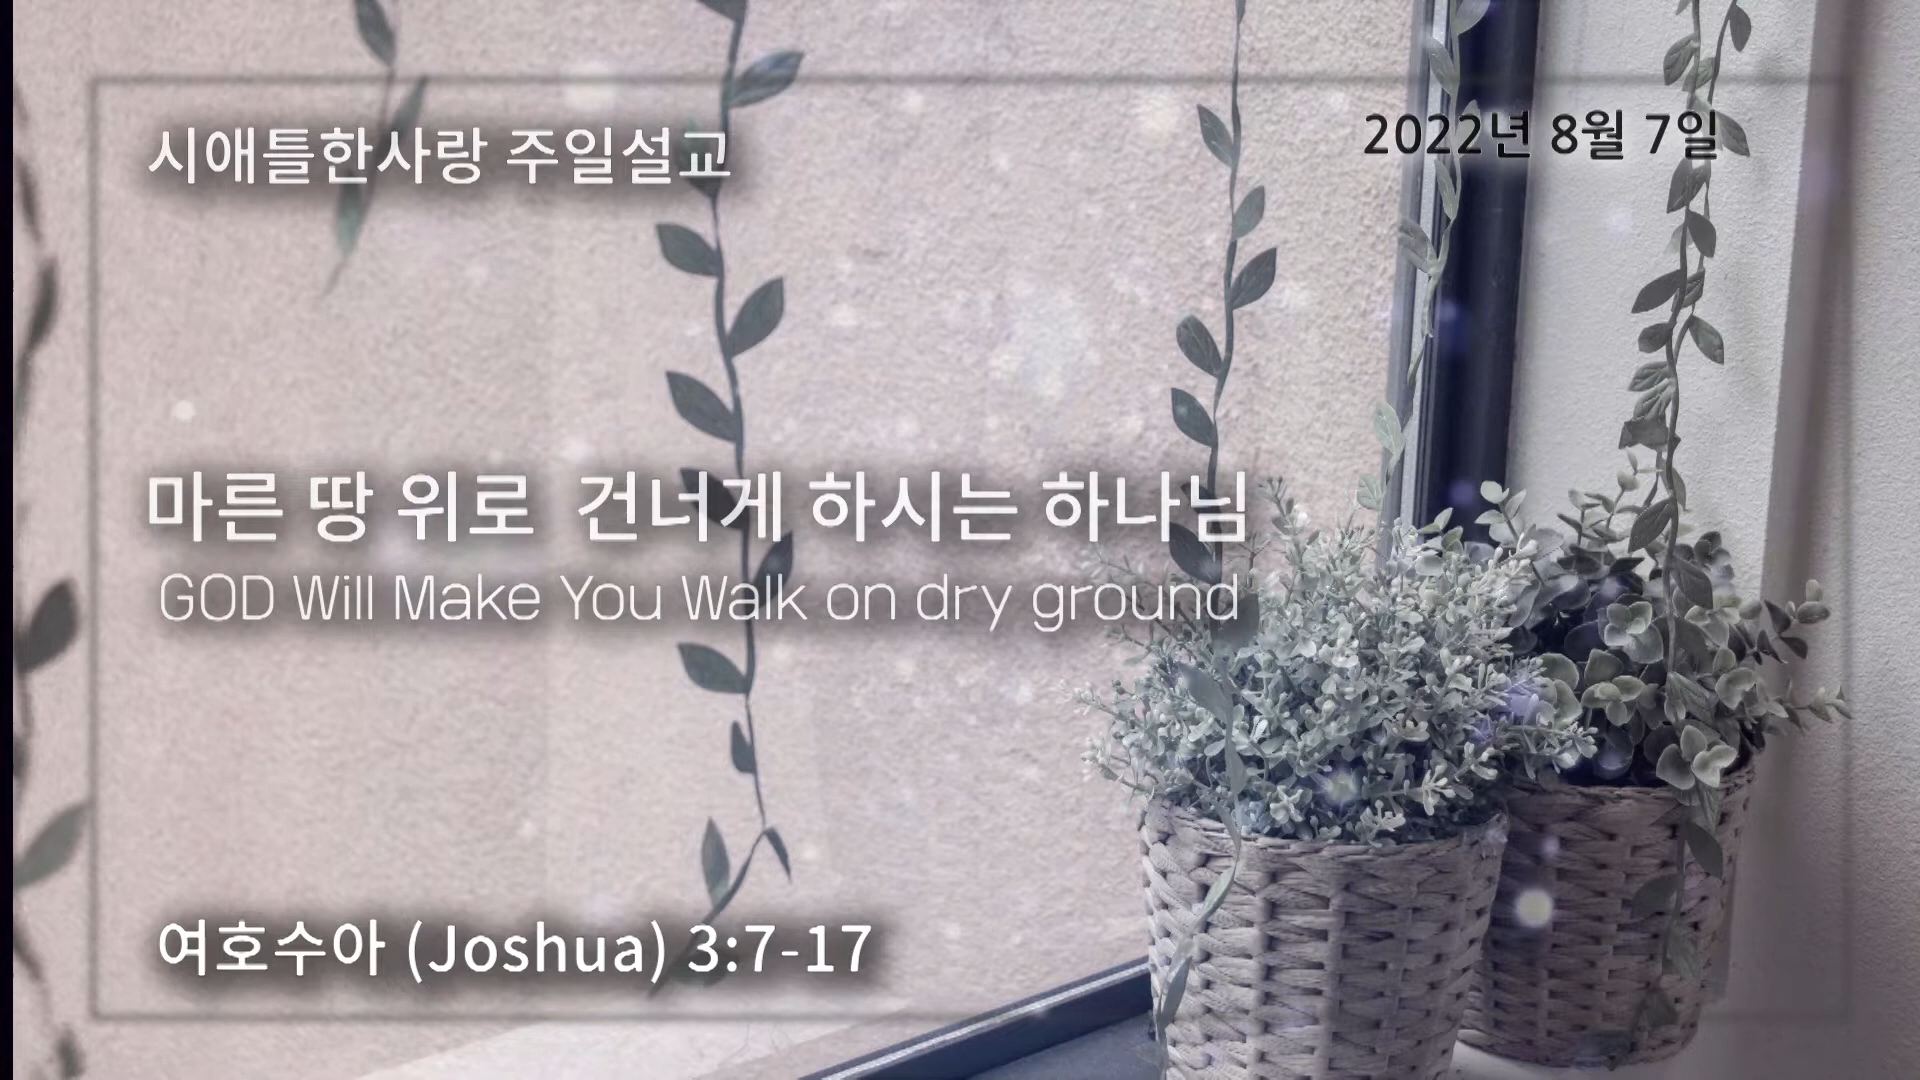 시애틀한사랑 주일설교
2022년 8월 7일
마른 땅 위로  건너게 하시는 하나님
GOD Will Make You Walk on dry ground
여호수아 (Joshua) 3:7-17